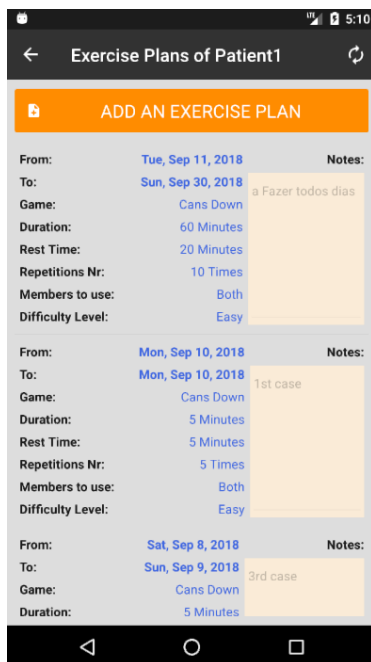 LTE 5:10
Exercise Plans of Patient1
ADD AN EXERCISE PLAN
From: Tue, Sep 11, 2018 Notes:
To: Sun, Sep 30, 2018
a Fazer todos dias
Game: Cans Down
Duration: 60 Minutes
Rest Time: 20 Minutes
Repetitions Nr: 10 Times
Members to use: Both
Difficulty Level: Easy
From: Mon, Sep 10, 2018 Notes:
To: Mon, Sep 10, 2018
1st case
Game: Cans Down
Duration: 5 Minutes
Rest Time: 5 Minutes
Repetitions Nr: 5 Times
Members to use: Both
Difficulty Level: Easy
From: Sat, Sep 8, 2018 Notes:
To: Sun, Sep 9, 2018
3rd case
Game: Cans Down
Duration: 5 Minutes